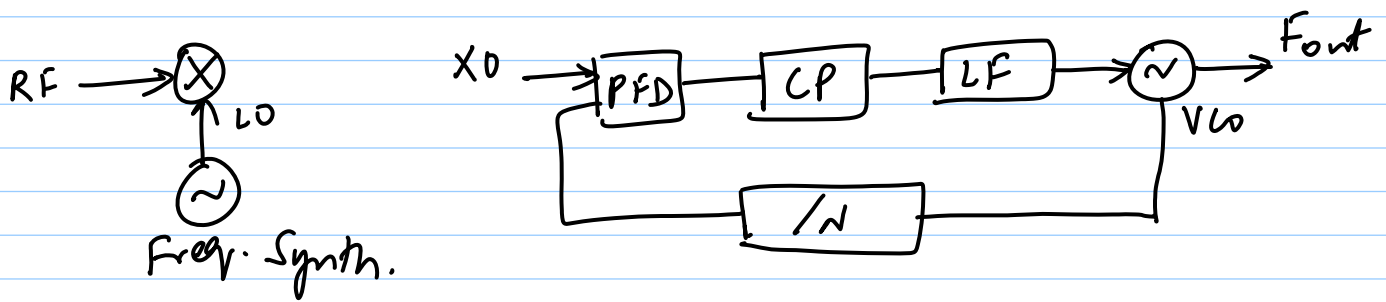 RF
LO
Freq. Synth.
XO
PFD
CP
LF
VCO
Fout
/N